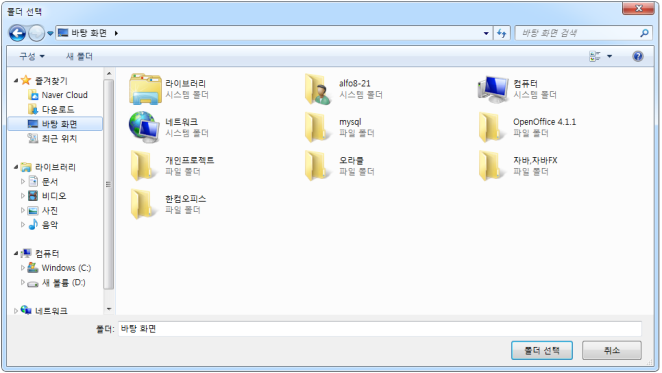 폴더 선택
바탕 화면
바탕 화면 검색
구성
새 폴더
즐겨찾기
Naver Cloud
다운로드
바탕 화면
최근 위치
라이브러리
문서
비디오
사진
음악
컴퓨터
Windows (C:)
새 볼륨 (D:)
네트워크
라이브러리
시스템 폴더
alfo8-21
시스템 폴더
컴퓨터
시스템 폴더
네트워크
시스템 폴더
mysql
파일 폴더
OpenOffice 4.1.1
파일 폴더
개인프로젝트
파일 폴더
오라클
파일 폴더
자바,자바FX
파일 폴더
한컴오피스
파일 폴더
폴더: 바탕 화면
폴더 선택
취소